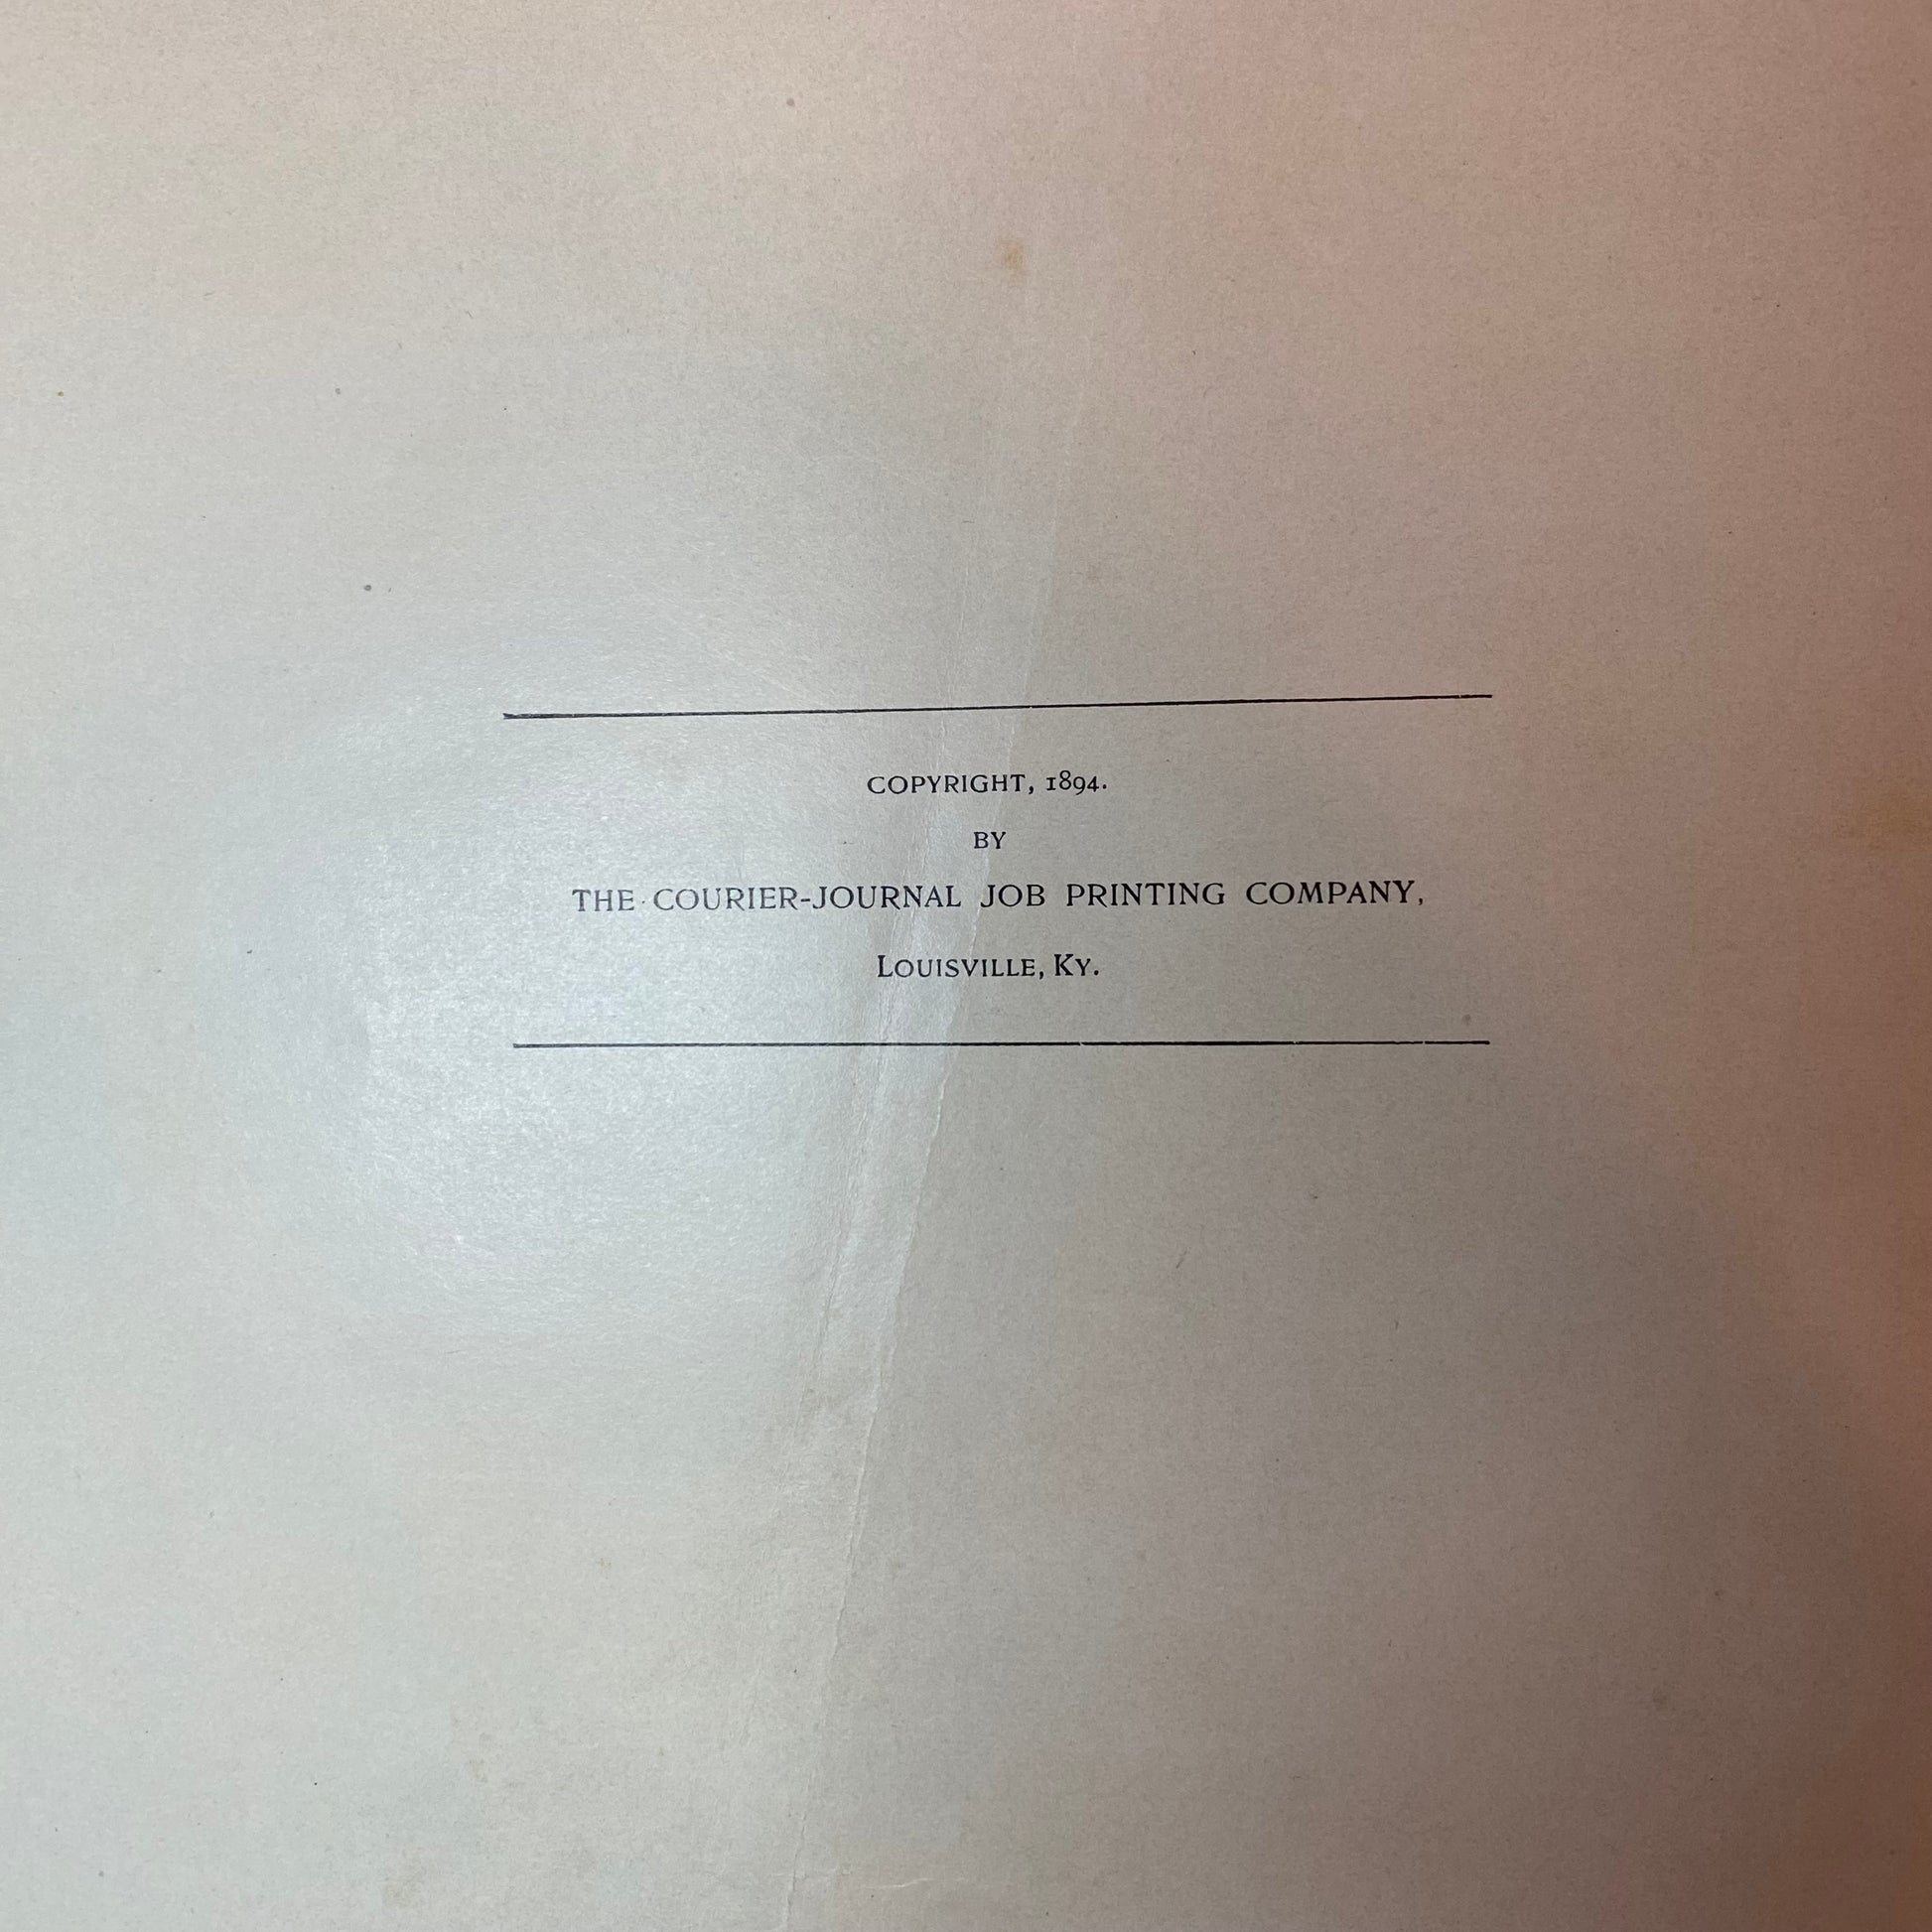 COPYRIGHT, 1894.
BY
THE COURIER-JOURNAL JOB PRINTING COMPANY,
LOUISVILLE, KY.